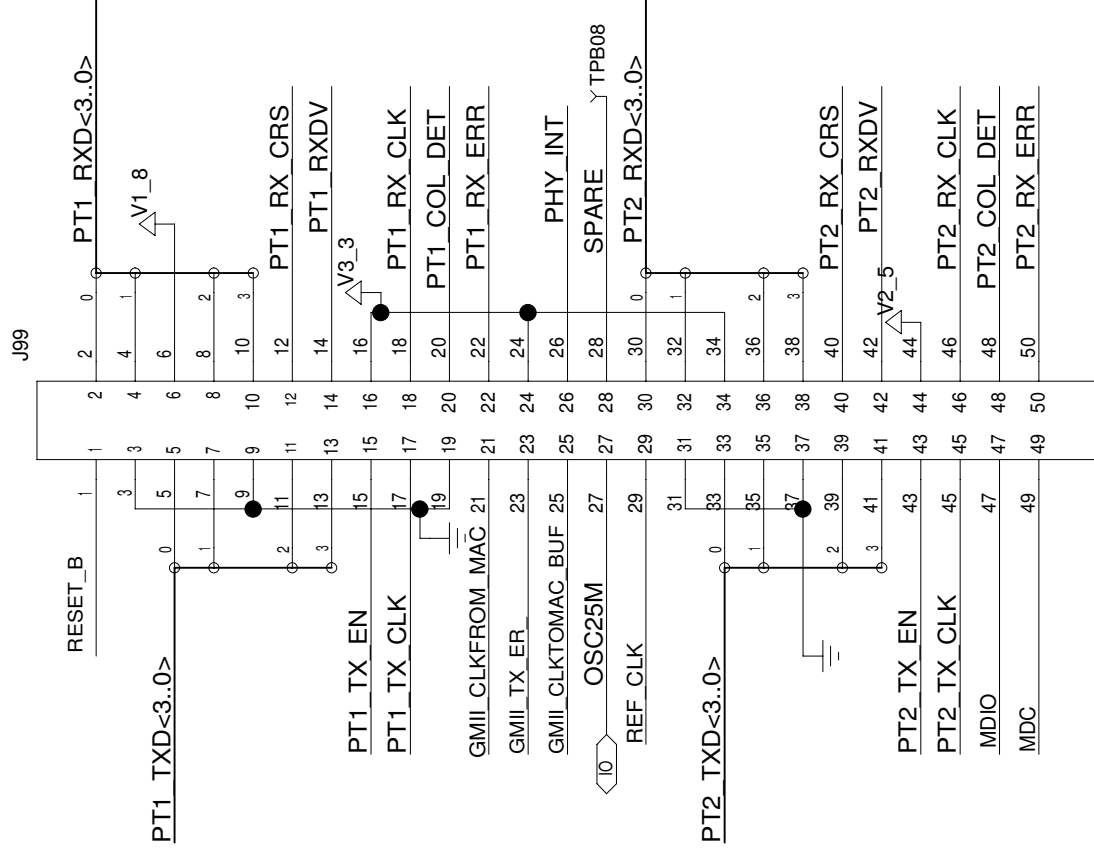 J99
RESET_B 1 1 2 2 0 PT1_RXD<3..0>
3 3 4 4 1
PT1_TXD<3..0> 0 5 5 6 6 V1_8
1 7 7 8 8 2
9 9 10 10 3
2 11 11 12 12 PT1_RX_CRS
3 13 13 14 14 PT1_RXDV
PT1_TX_EN 15 15 16 16 V3_3
PT1_TX_CLK 17 17 18 18 PT1_RX_CLK
19 19 20 20 PT1_COL_DET
GMII_CLKFROM_MAC 21 21 22 22 PT1_RX_ERR
GMII_TX_ER 23 23 24 24
GMII_CLKTOMAC_BUF 25 25 26 26 PHY_INT
IO OSC25M 27 27 28 28 SPARE TPB08
REF_CLK 29 29 30 30 0 PT2_RXD<3..0>
31 31 32 32 1
PT2_TXD<3..0> 0 33 33 34 34
1 35 35 36 36 2
37 37 38 38 3
2 39 39 40 40 PT2_RX_CRS
3 41 41 42 42 PT2_RXDV
PT2_TX_EN 43 43 44 44 V2_5
PT2_TX_CLK 45 45 46 46 PT2_RX_CLK
MDIO 47 47 48 48 PT2_COL_DET
MDC 49 49 50 50 PT2_RX_ERR